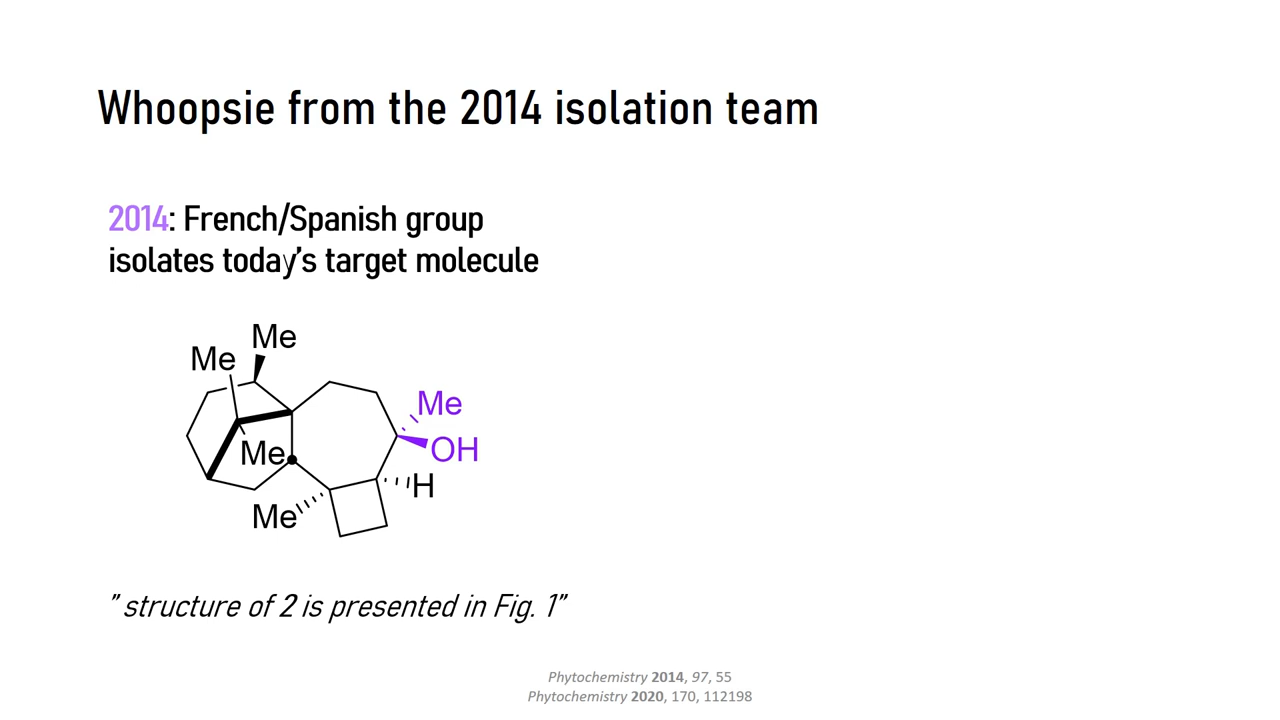 Whoopsie from the 2014 isolation team
2014: French/Spanish group
isolates today's target molecule
Me
Me
Me
Me
OH
H
Me
" structure of 2 is presented in Fig. 1"
Phytochemistry 2014, 97, 55
Phytochemistry 2020, 170, 112198